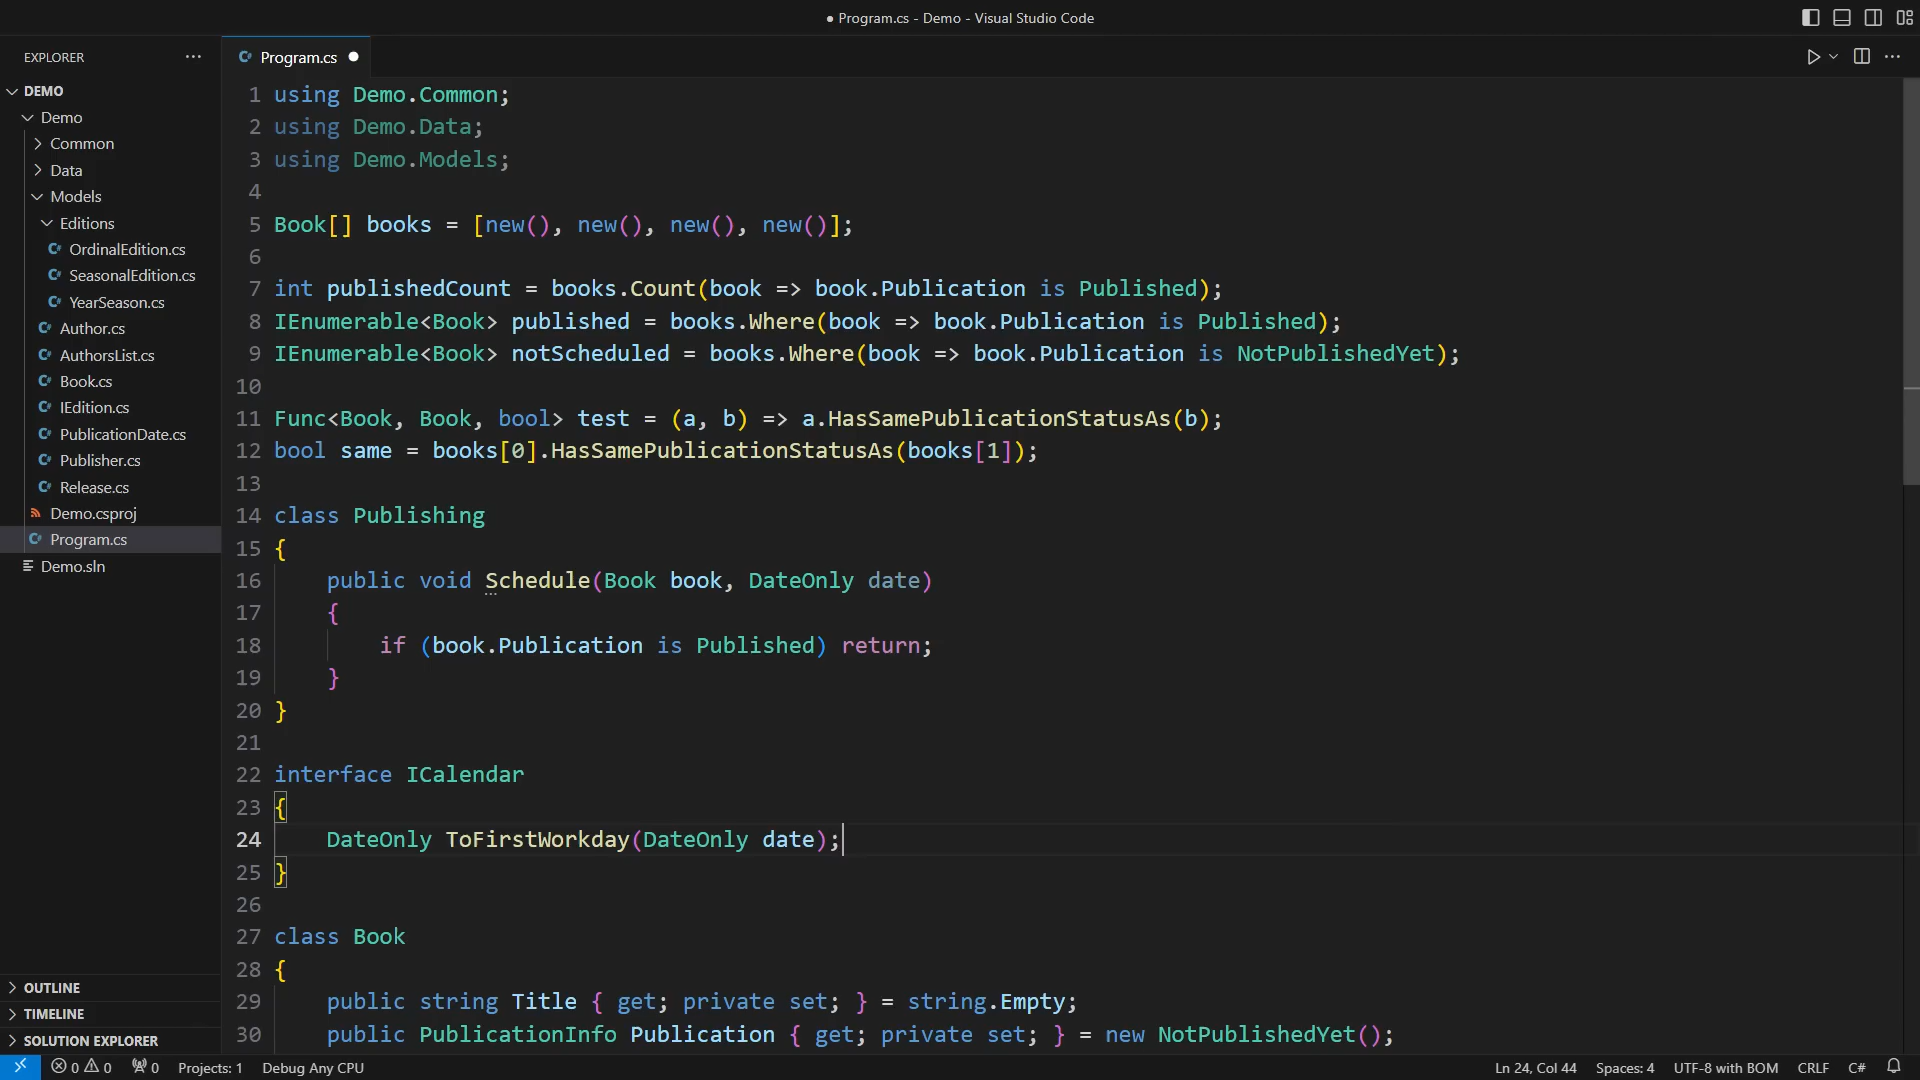 ● Program.cs - Demo - Visual Studio Code
EXPLORER
Program.cs
DEMO
Demo
Common
Data
Models
Editions
OrdinalEdition.cs
SeasonalEdition.cs
YearSeason.cs
Author.cs
AuthorsList.cs
Book.cs
IEdition.cs
PublicationDate.cs
Publisher.cs
Release.cs
Demo.csproj
Program.cs
Demo.sln
OUTLINE
TIMELINE
SOLUTION EXPLORER
1 using Demo.Common;
2 using Demo.Data;
3 using Demo.Models;
4
5 Book[] books = [new(), new(), new(), new()];
6
7 int publishedCount = books.Count(book => book.Publication is Published);
8 IEnumerable<Book> published = books.Where(book => book.Publication is Published);
9 IEnumerable<Book> notScheduled = books.Where(book => book.Publication is NotPublishedYet);
10
11 Func<Book, Book, bool> test = (a, b) => a.HasSamePublicationStatusAs(b);
12 bool same = books[0].HasSamePublicationStatusAs(books[1]);
13
14 class Publishing
15 {
16     public void Schedule(Book book, DateOnly date)
17     {
18         if (book.Publication is Published) return;
19     }
20 }
21
22 interface ICalendar
23 {
24     DateOnly ToFirstWorkday(DateOnly date);
25 }
26
27 class Book
28 {
29     public string Title { get; private set; } = string.Empty;
30     public PublicationInfo Publication { get; private set; } = new NotPublishedYet();
0 0 0 Projects: 1 Debug Any CPU Ln 24, Col 44 Spaces: 4 UTF-8 with BOM CRLF C#